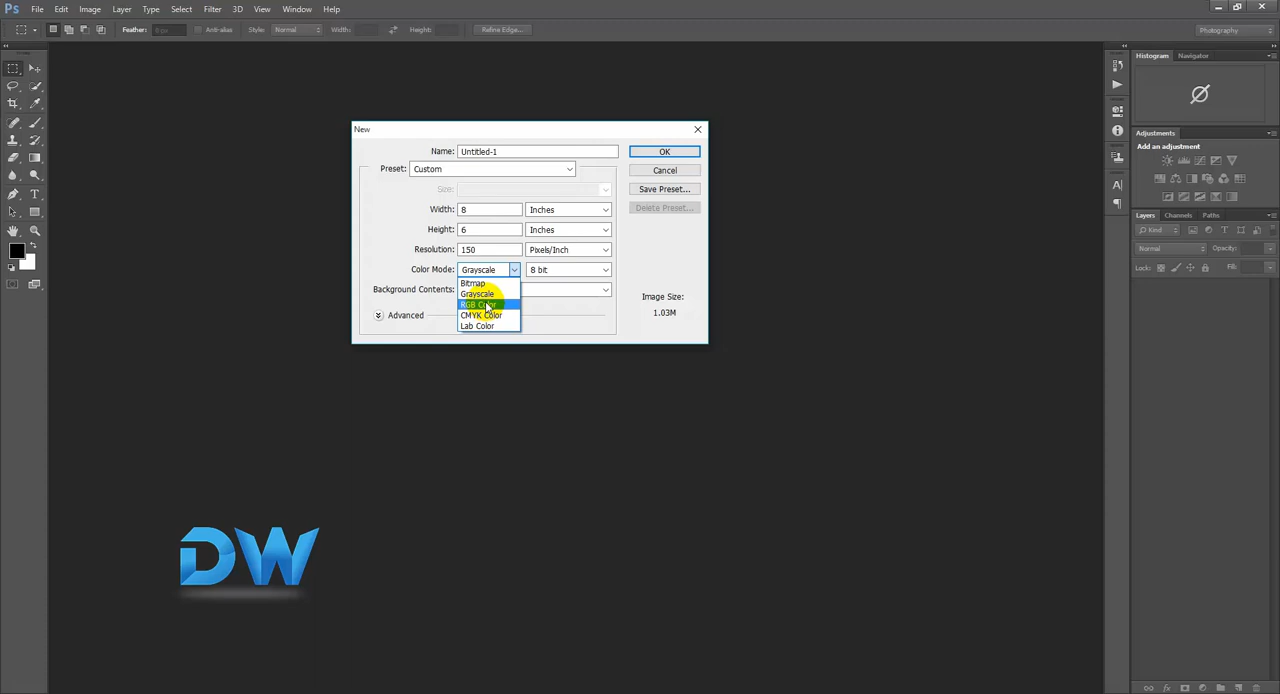 Ps File Edit Image Layer Type Select Filter 3D View Window Help
Feather: Anti-alias Style: Normal Width: Height: Refine Edge... Photography
Histogram Navigator
New
Name: Untitled-1 OK
Preset: Custom Cancel
Size: Save Preset...
Width: 8 Inches Delete Preset...
Height: 6 Inches
Resolution: 150 Pixels/Inch
Color Mode: Grayscale 8 bit
Bitmap
Background Contents:
Grayscale
RGB Color
CMYK Color
Lab Color
Advanced
Image Size:
1.03M
Adjustments
Add an adjustment
Layers Channels Paths
Kind
Normal Opacity:
Lock: Fill:
DW